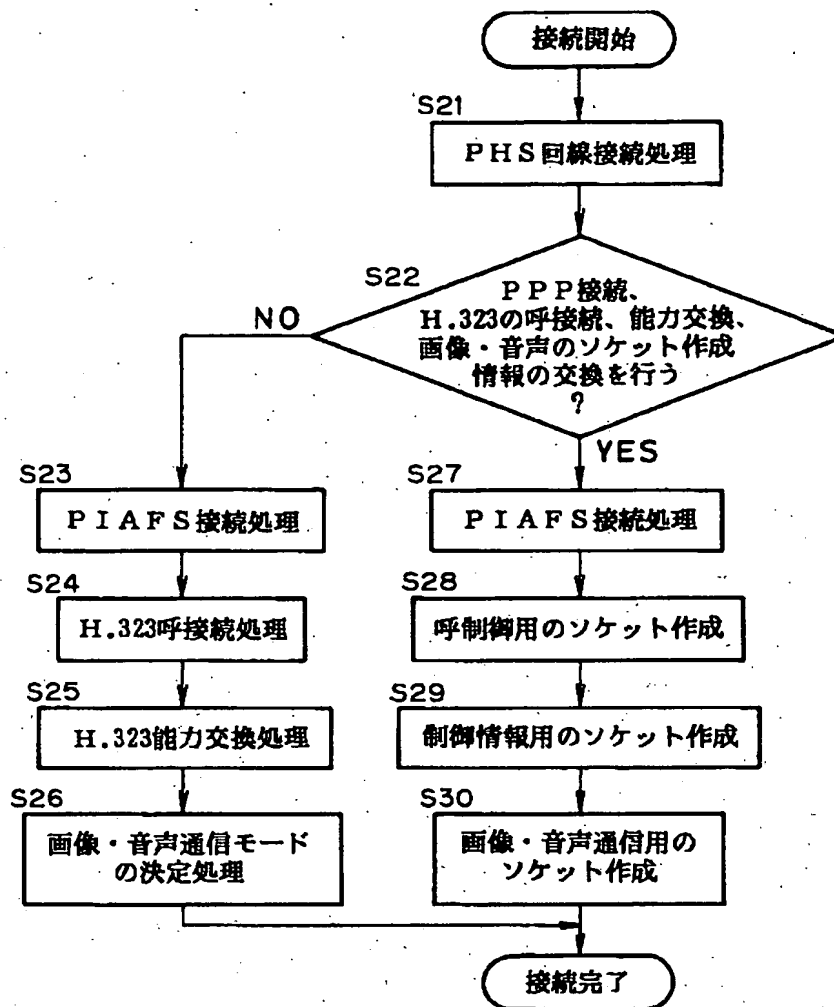 接続開始
S21
PHS回線接続処理
S22
PPP接続、
H.323の呼接続、能力交換、
画像・音声のソケット作成
情報の交換を行う
?
NO
YES
S23
PIAFS接続処理
S24
H.323呼接続処理
S25
H.323能力交換処理
S26
画像・音声通信モード
の決定処理
S27
PIAFS接続処理
S28
呼制御用のソケット作成
S29
制御情報用のソケット作成
S30
画像・音声通信用の
ソケット作成
接続完了